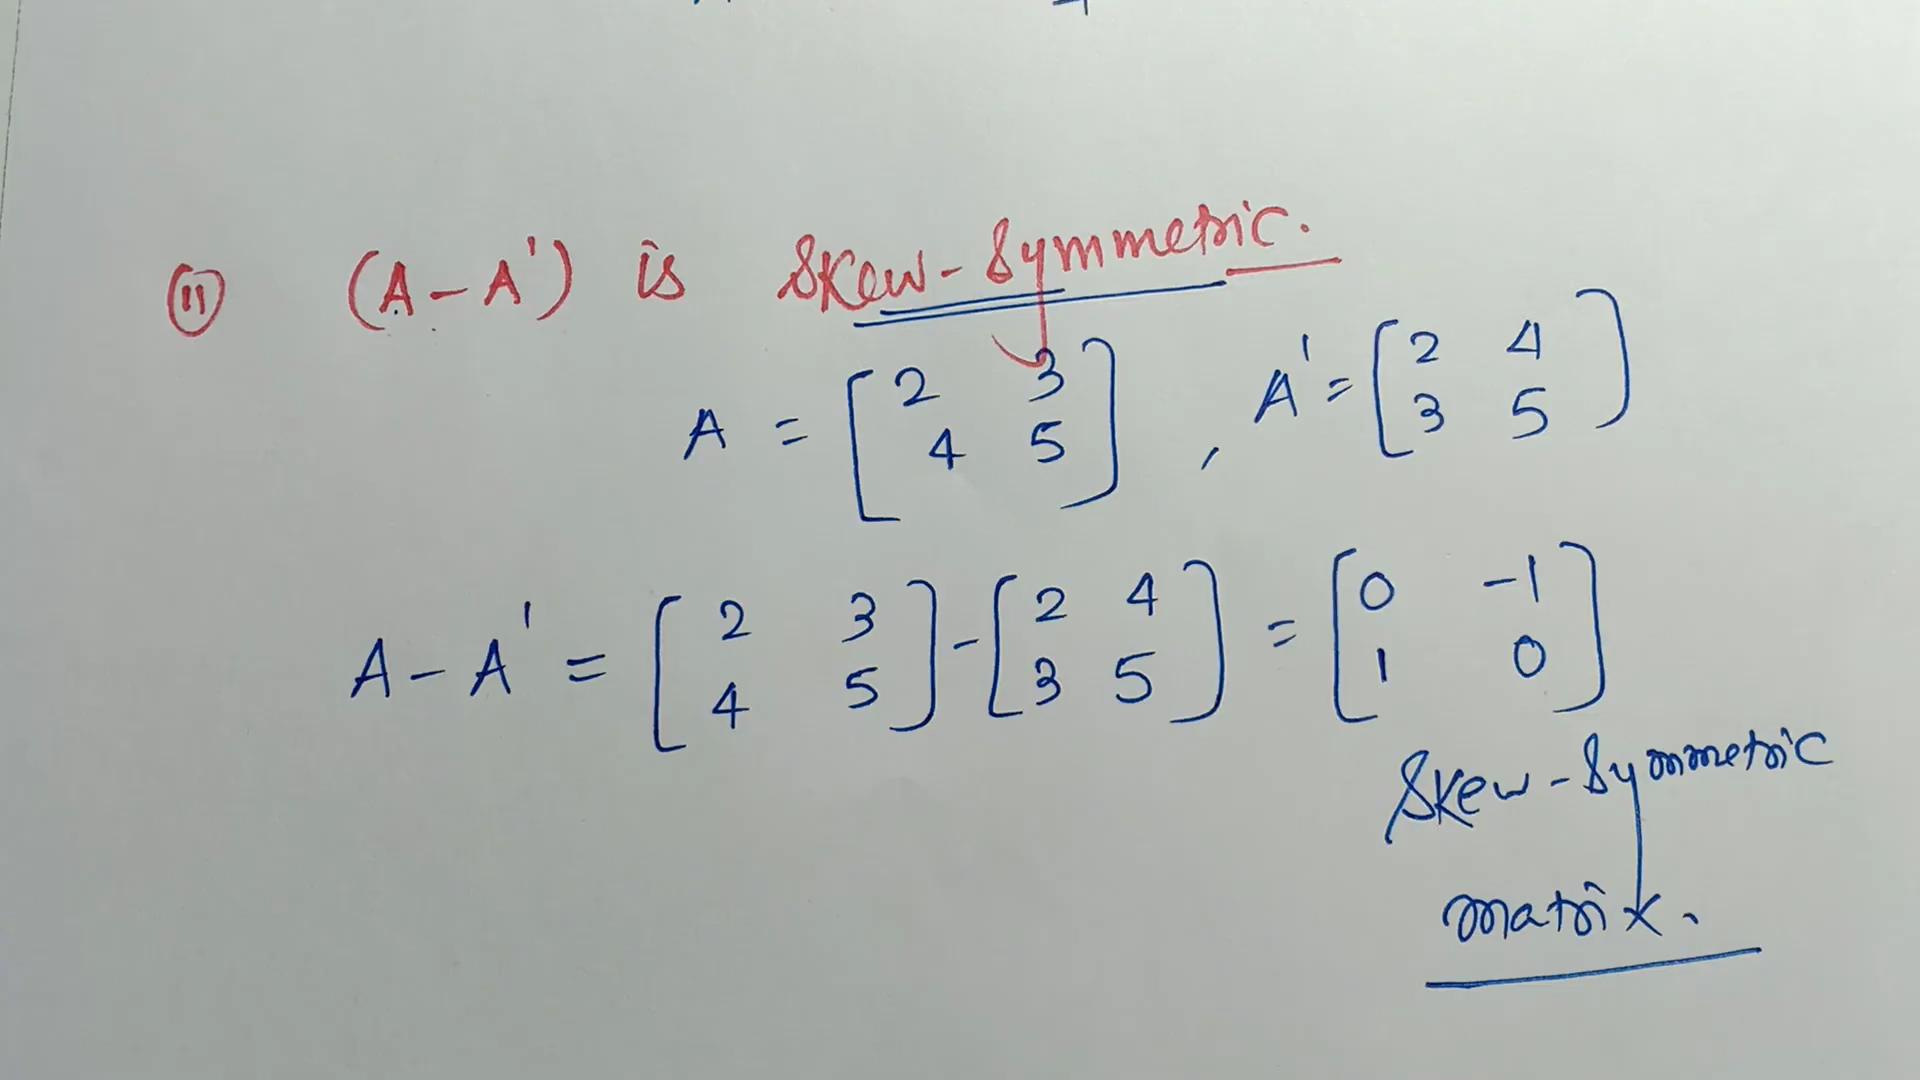 (ii) (A-A') is Skew-Symmetric.
A = [2 3
4 5] , A' = [2 4
3 5]
A-A' = [2 3
4 5] - [2 4
3 5] = [0 -1
1 0]
Skew-Symmetric
matrix.